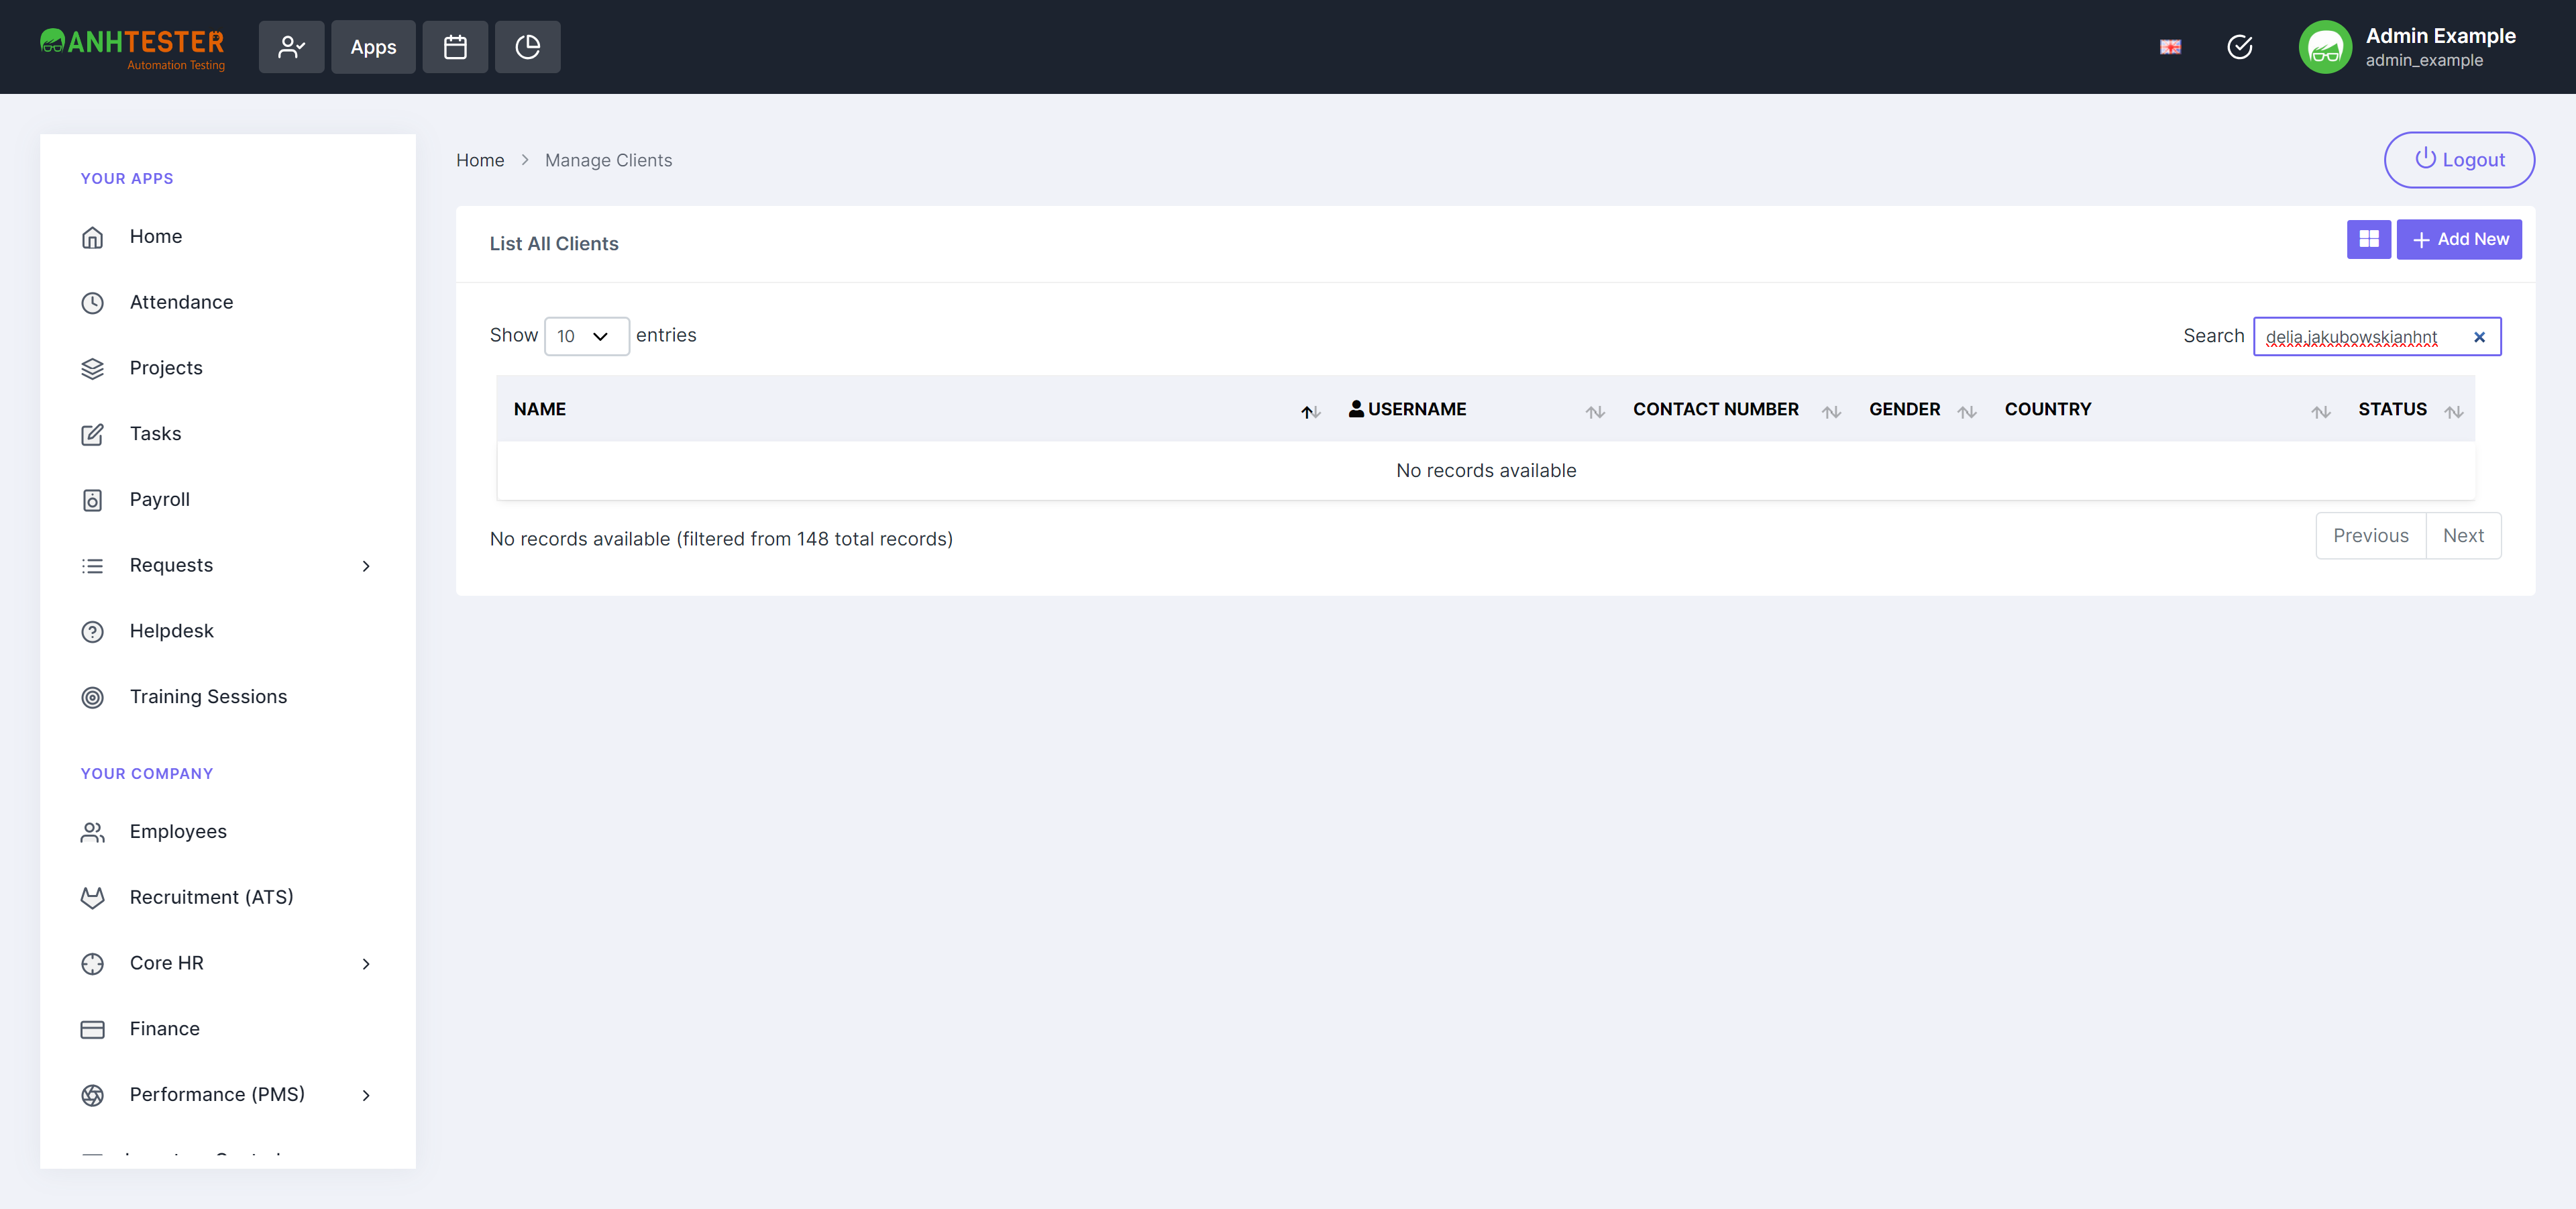 ANHTESTER
Automation Testing
Apps
Admin Example
admin_example
YOUR APPS
Home
Attendance
Projects
Tasks
Payroll
Requests
Helpdesk
Training Sessions
YOUR COMPANY
Employees
Recruitment (ATS)
Core HR
Finance
Performance (PMS)
Home > Manage Clients
Logout
List All Clients
Add New
Show 10 entries
Search delia.jakubowskianhnt
NAME USERNAME CONTACT NUMBER GENDER COUNTRY STATUS
No records available
No records available (filtered from 148 total records)
Previous Next